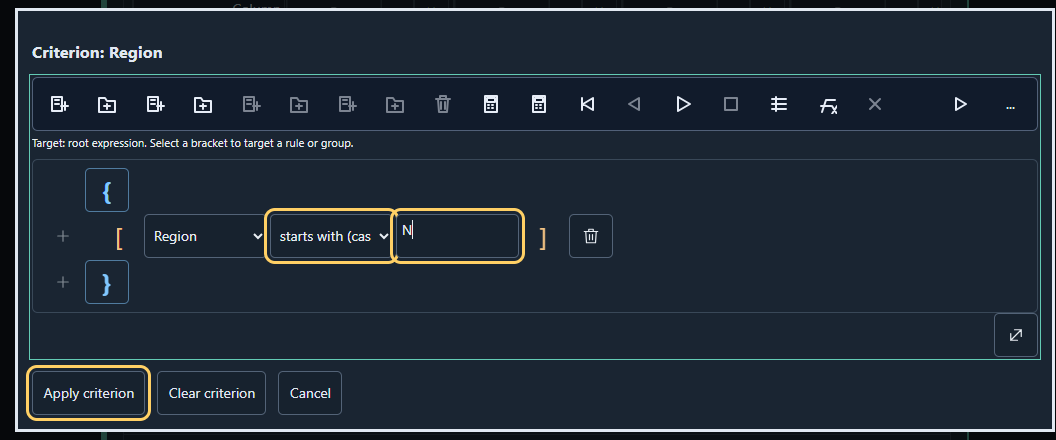 Column
Criterion: Region
...
Target: root expression. Select a bracket to target a rule or group.
{
+ [ Region starts with (cas N ]
+ }
Apply criterion Clear criterion Cancel